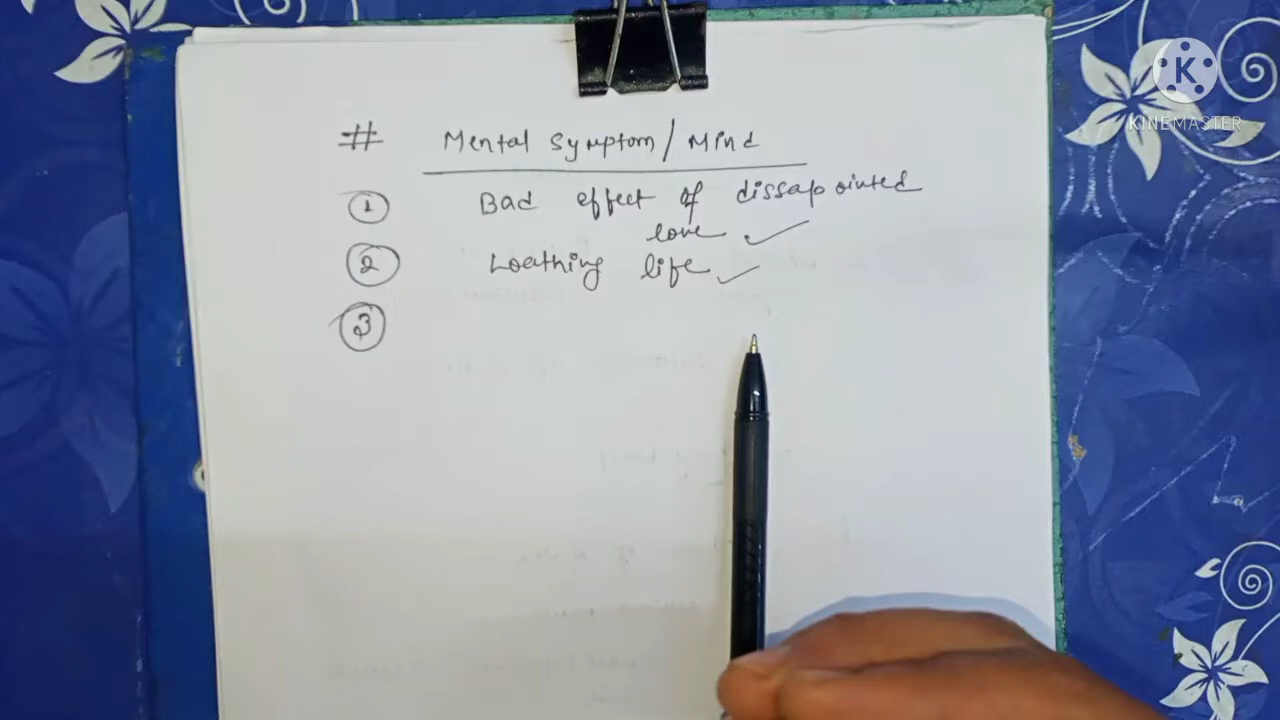 # Mental Symptom/Mind
① Bad effect of dissapointed
love ✓
② Loathing life ✓
③
K
KINEMASTER